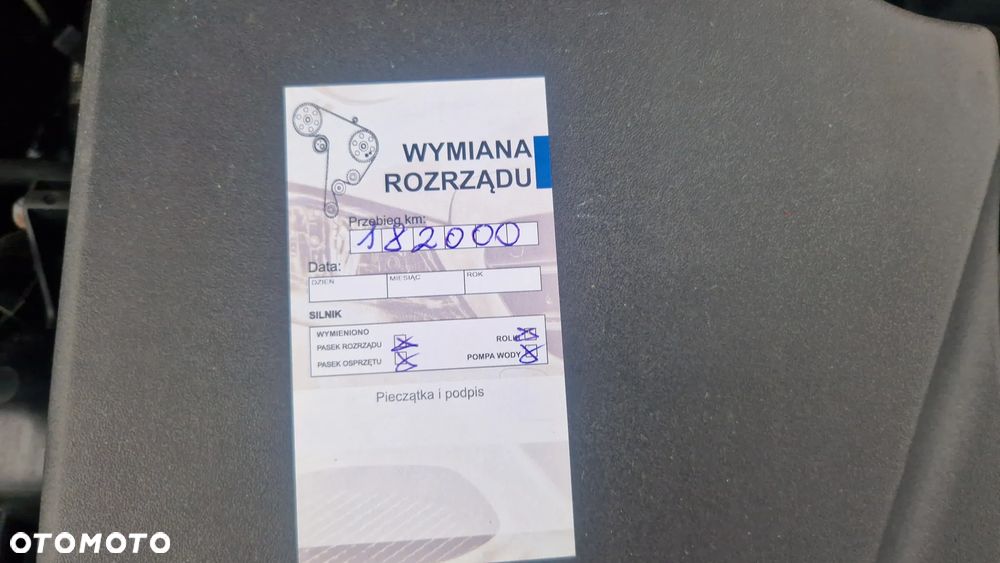 WYMIANA
ROZRZĄDU
Przebieg km:
182000
Data:
DZIEŃ MIESIĄC ROK
SILNIK
WYMIENIONO
PASEK ROZRZĄDU ROLKI
PASEK OSPRZĘTU POMPA WODY
Pieczątka i podpis
OTOMOTO